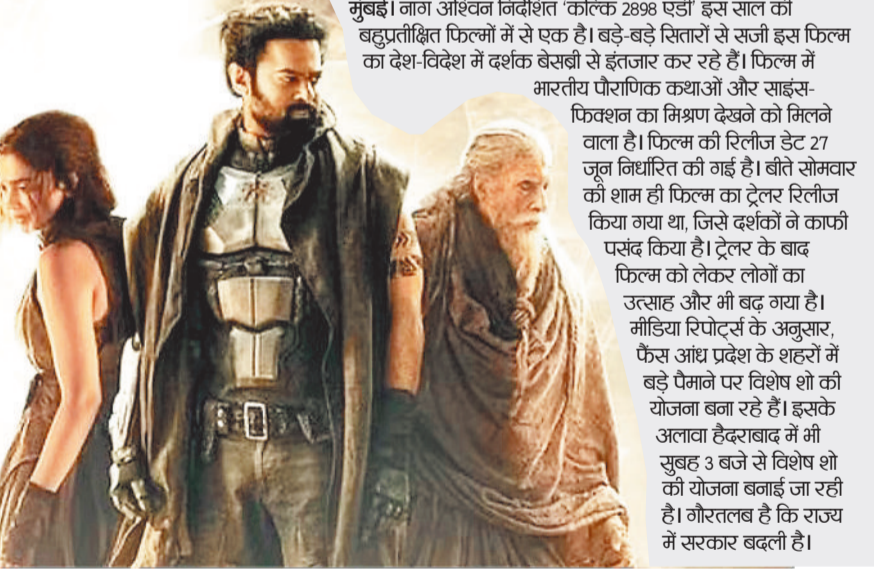 मुंबई। नाग अश्विन निर्देशित 'कल्कि 2898 एडी' इस साल की
बहुप्रतीक्षित फिल्मों में से एक है। बड़े-बड़े सितारों से सजी इस फिल्म
का देश-विदेश में दर्शक बेसब्री से इंतजार कर रहे हैं। फिल्म में
भारतीय पौराणिक कथाओं और साइंस-
फिक्शन का मिश्रण देखने को मिलने
वाला है। फिल्म की रिलीज डेट 27
जून निर्धारित की गई है। बीते सोमवार
की शाम ही फिल्म का ट्रेलर रिलीज
किया गया था, जिसे दर्शकों ने काफी
पसंद किया है। ट्रेलर के बाद
फिल्म को लेकर लोगों का
उत्साह और भी बढ़ गया है।
मीडिया रिपोर्ट्स के अनुसार,
फैंस आंध्र प्रदेश के शहरों में
बड़े पैमाने पर विशेष शो की
योजना बना रहे हैं। इसके
अलावा हैदराबाद में भी
सुबह 3 बजे से विशेष शो
की योजना बनाई जा रही
है। गौरतलब है कि राज्य
में सरकार बदली है।